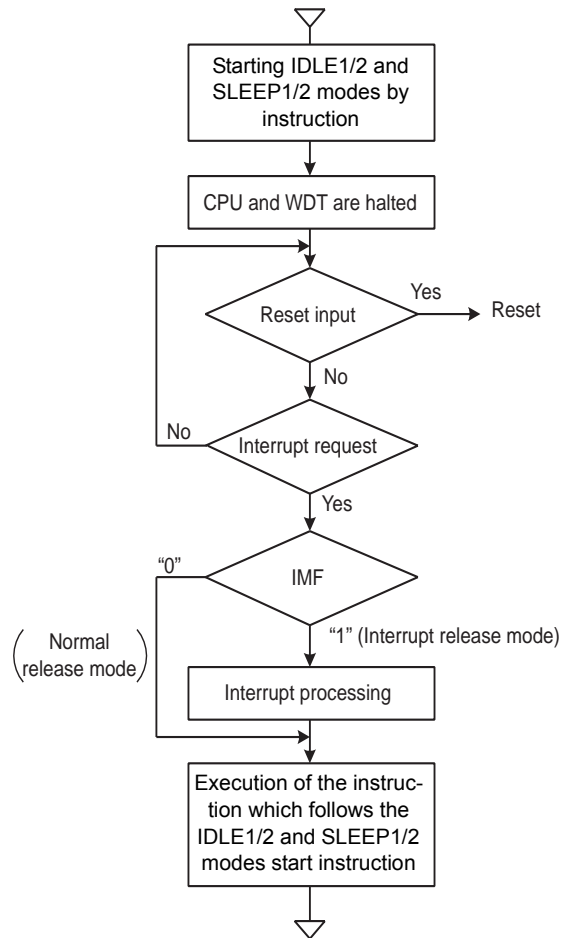 Starting IDLE1/2 and
SLEEP1/2 modes by
instruction
CPU and WDT are halted
Reset input
Yes
Reset
No
Interrupt request
No
Yes
IMF
“0”
“1” (Interrupt release mode)
(Normal
release mode)
Interrupt processing
Execution of the instruc-
tion which follows the
IDLE1/2 and SLEEP1/2
modes start instruction